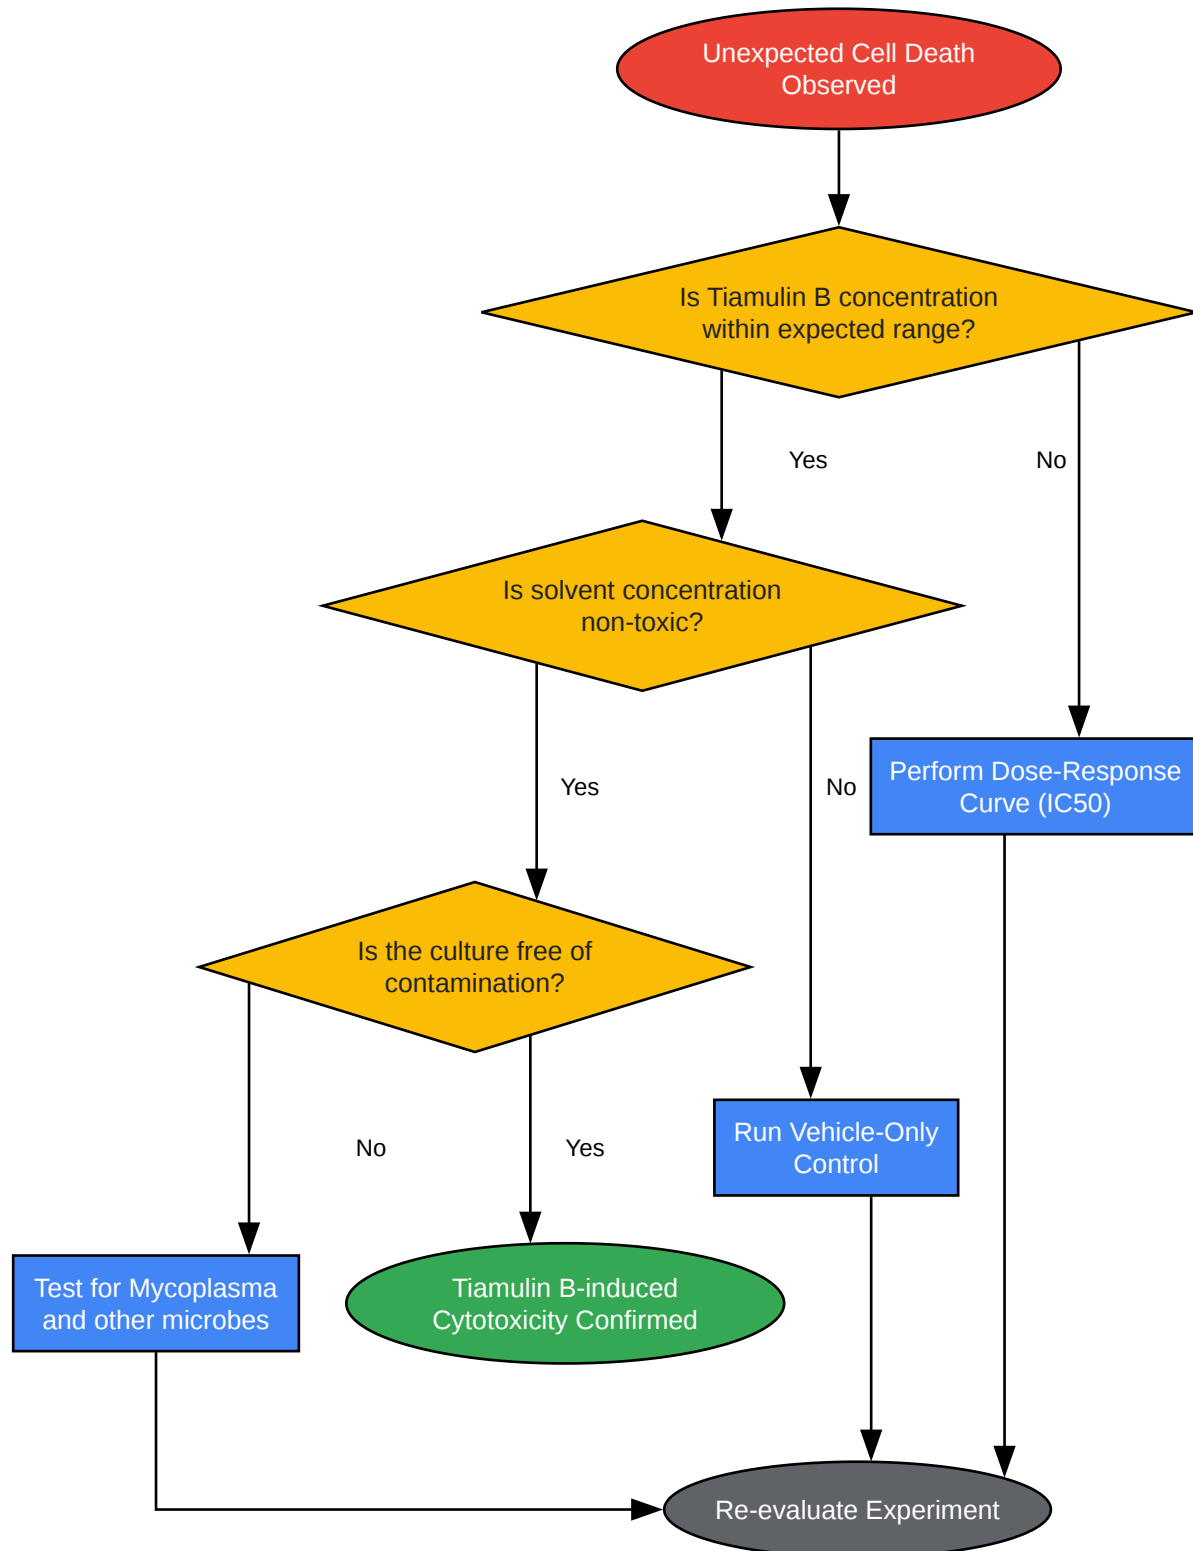 Unexpected Cell Death
Observed
Is Tiamulin B concentration
within expected range?
Yes
No
Is solvent concentration
non-toxic?
Yes
No
Perform Dose-Response
Curve (IC50)
Is the culture free of
contamination?
No
Yes
Run Vehicle-Only
Control
Test for Mycoplasma
and other microbes
Tiamulin B-induced
Cytotoxicity Confirmed
Re-evaluate Experiment